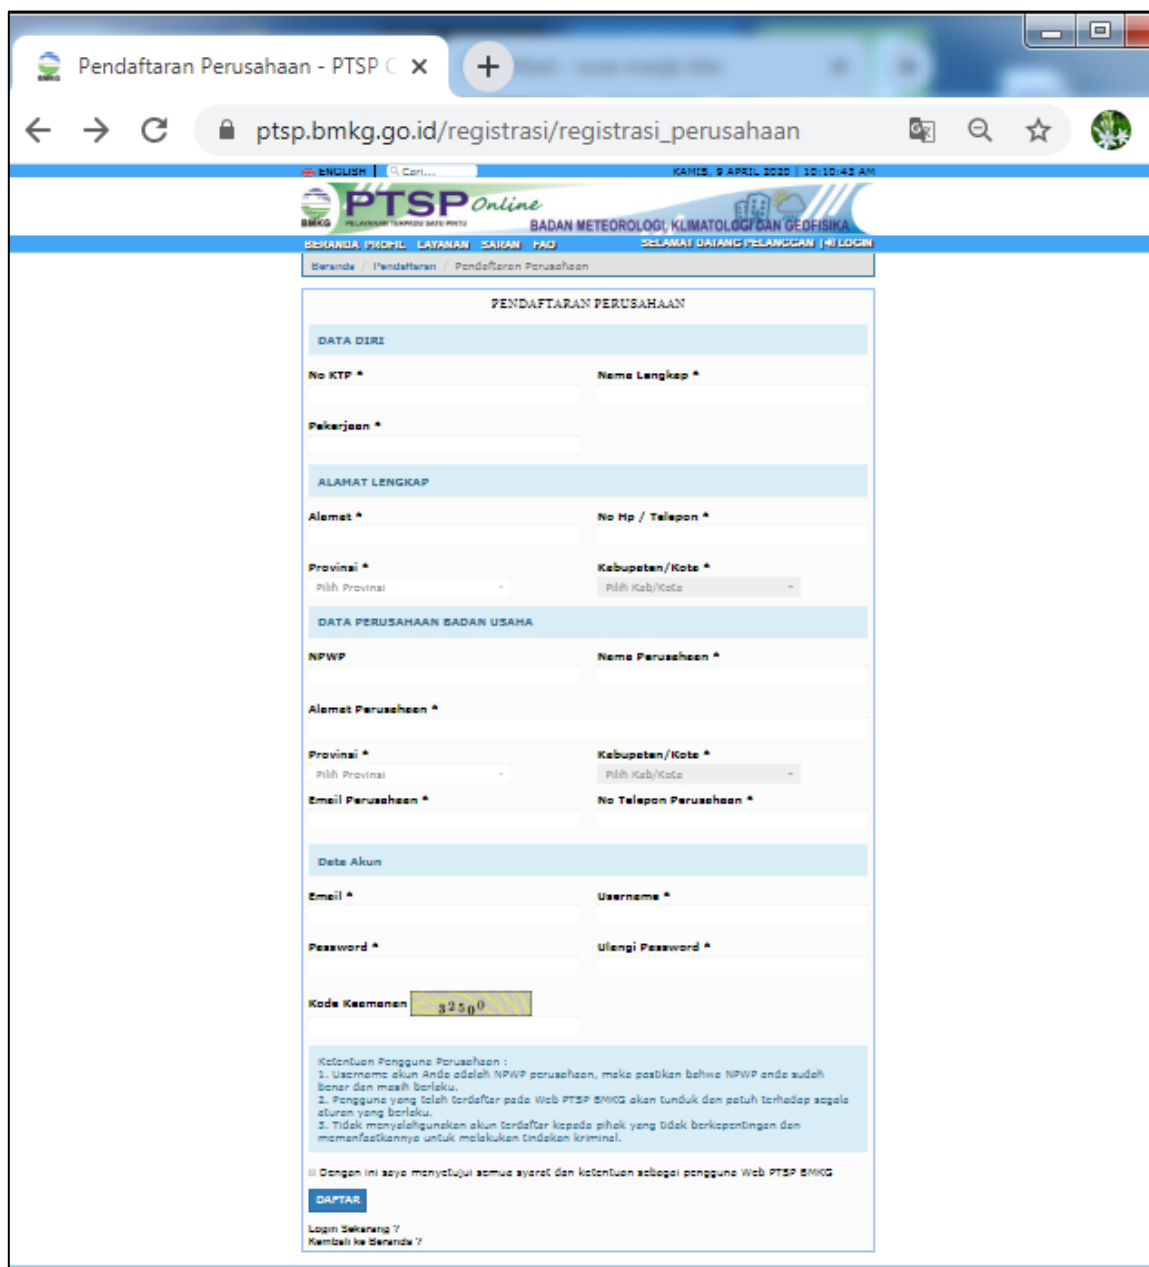 Pendaftaran Perusahaan - PTSP
ptsp.bmkg.go.id/registrasi/registrasi_perusahaan
ENGLISH | Cari... KAMIS, 9 APRIL 2020 | 10:10:43 AM
BMKG PTSP Online
PELAYANAN TERPADU SATU PINTU
BADAN METEOROLOGI, KLIMATOLOGI DAN GEOFISIKA
BERANDA PROFIL LAYANAN SARAN FAQ SELAMAT DATANG PELANGGAN | LOGIN
Beranda / Pendaftaran / Pendaftaran Perusahaan
PENDAFTARAN PERUSAHAAN
DATA DIRI
No KTP * Nama Lengkap *
Pekerjaan *
ALAMAT LENGKAP
Alamat * No Hp / Telepon *
Provinsi * Kabupaten/Kota *
Pilih Provinsi Pilih Kab/Kota
DATA PERUSAHAAN BADAN USAHA
NPWP Nama Perusahaan *
Alamat Perusahaan *
Provinsi * Kabupaten/Kota *
Pilih Provinsi Pilih Kab/Kota
Email Perusahaan * No Telepon Perusahaan *
Data Akun
Email * Username *
Password * Ulangi Password *
Kode Keamanan 32500
Ketentuan Pengguna Perusahaan :
1. Username akun Anda adalah NPWP perusahaan, maka pastikan bahwa NPWP anda sudah
benar dan masih berlaku.
2. Pengguna yang telah terdaftar pada Web PTSP BMKG akan tunduk dan patuh terhadap segala
aturan yang berlaku.
3. Tidak menyalahgunakan akun terdaftar kepada pihak yang tidak berkepentingan dan
memanfaatkannya untuk melakukan tindakan kriminal.
Dengan ini saya menyetujui semua syarat dan ketentuan sebagai pengguna Web PTSP BMKG
DAFTAR
Login Sekarang ?
Kembali ke Beranda ?